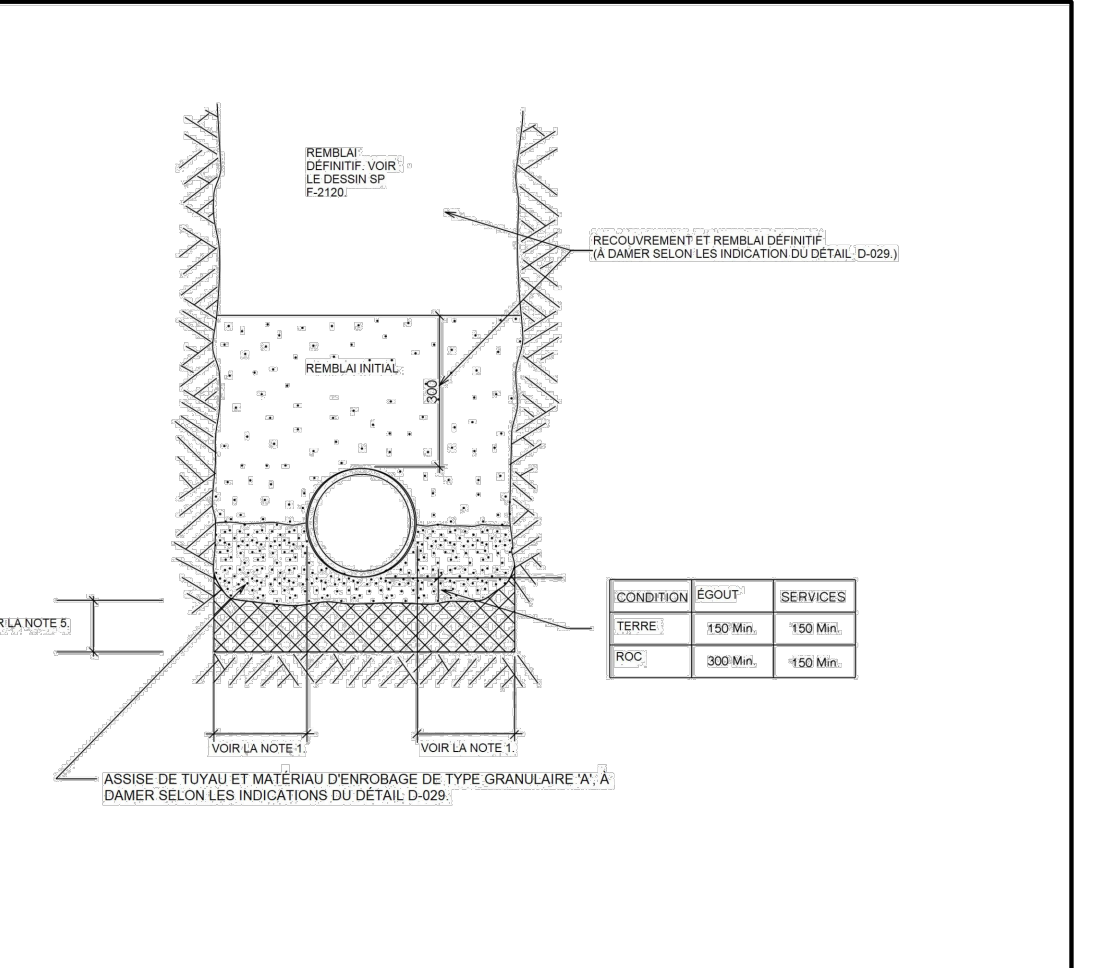 REMBLAI
DÉFINITIF. VOIR
LE DESSIN SP
F-2120.
RECOUVREMENT ET REMBLAI DÉFINITIF
(À DAMER SELON LES INDICATION DU DÉTAIL D-029.)
REMBLAI INITIAL
300
R LA NOTE 5.
CONDITION ÉGOUT SERVICES
TERRE 150 Min. 150 Min.
ROC 300 Min. 150 Min.
VOIR LA NOTE 1. VOIR LA NOTE 1.
ASSISE DE TUYAU ET MATÉRIAU D'ENROBAGE DE TYPE GRANULAIRE 'A', À
DAMER SELON LES INDICATIONS DU DÉTAIL D-029.